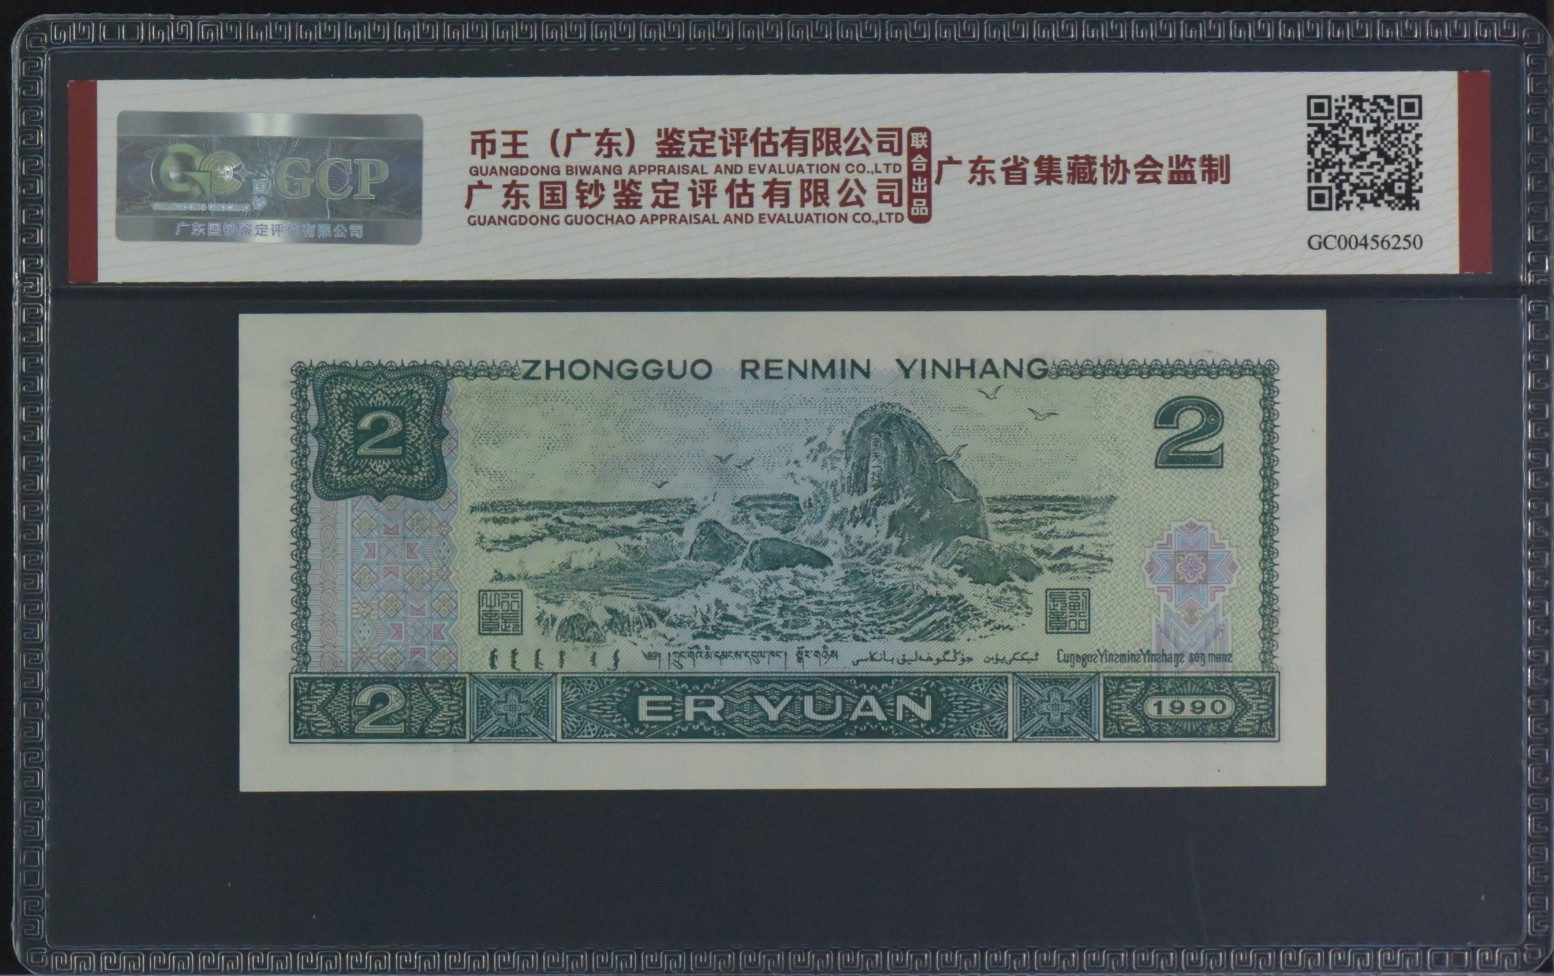 GCP
广东国钞鉴定评估有限公司
币王（广东）鉴定评估有限公司
GUANGDONG BIWANG APPRAISAL AND EVALUATION CO.,LTD
广东国钞鉴定评估有限公司
GUANGDONG GUOCHAO APPRAISAL AND EVALUATION CO.,LTD
联合出品
广东省集藏协会监制
GC00456250
ZHONGGUO RENMIN YINHANG
2
2
2
ER YUAN
1990